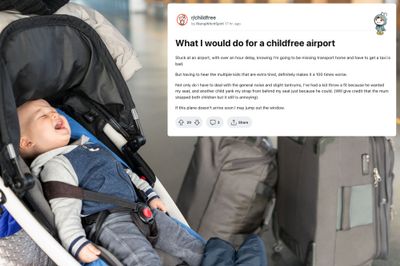 r/childfree
17 hr. ago
What I would do for a childfree airport
Stuck at an airport, with over an hour delay, knowing I'm going to be missing transport home and have to get a taxi is bad.
But having to hear the multiple kids that are extra tired, definitely makes it a 100 times worse.
Not only do I have to deal with the general noise and slight tantrums, I've had a kid throw a fit because he wanted my seat, and another child yank my strap from behind my seat just because he could. (Will give credit that the mum stopped both children but it still is annoying)
If this plane doesn't arrive soon I may jump out the window.
Share